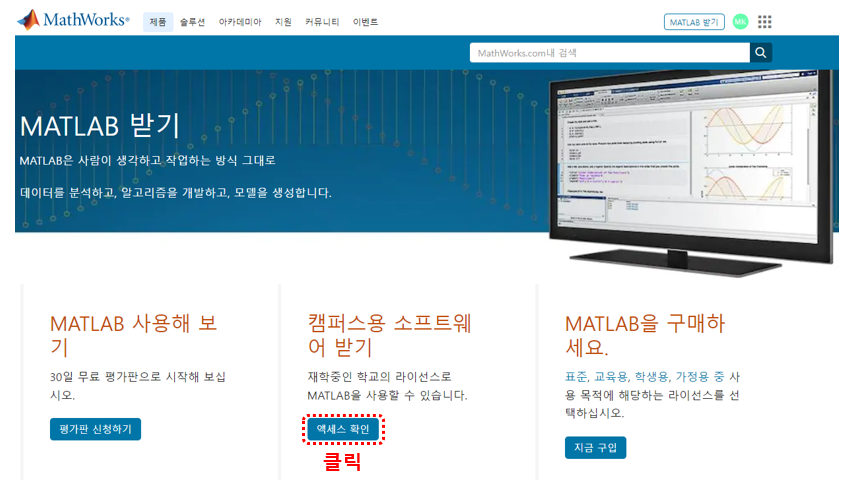 MathWorks®
제품 솔루션 아카데미아 지원 커뮤니티 이벤트
MATLAB 받기
MK
MathWorks.com내 검색
MATLAB 받기
MATLAB은 사람이 생각하고 작업하는 방식 그대로
데이터를 분석하고, 알고리즘을 개발하고, 모델을 생성합니다.
MATLAB 사용해 보
기
30일 무료 평가판으로 시작해 보십
시오.
평가판 신청하기
캠퍼스용 소프트웨
어 받기
재학중인 학교의 라이선스로
MATLAB을 사용할 수 있습니다.
액세스 확인
클릭
MATLAB을 구매하
세요.
표준, 교육용, 학생용, 가정용 중 사
용 목적에 해당하는 라이선스를 선
택하십시오.
지금 구입